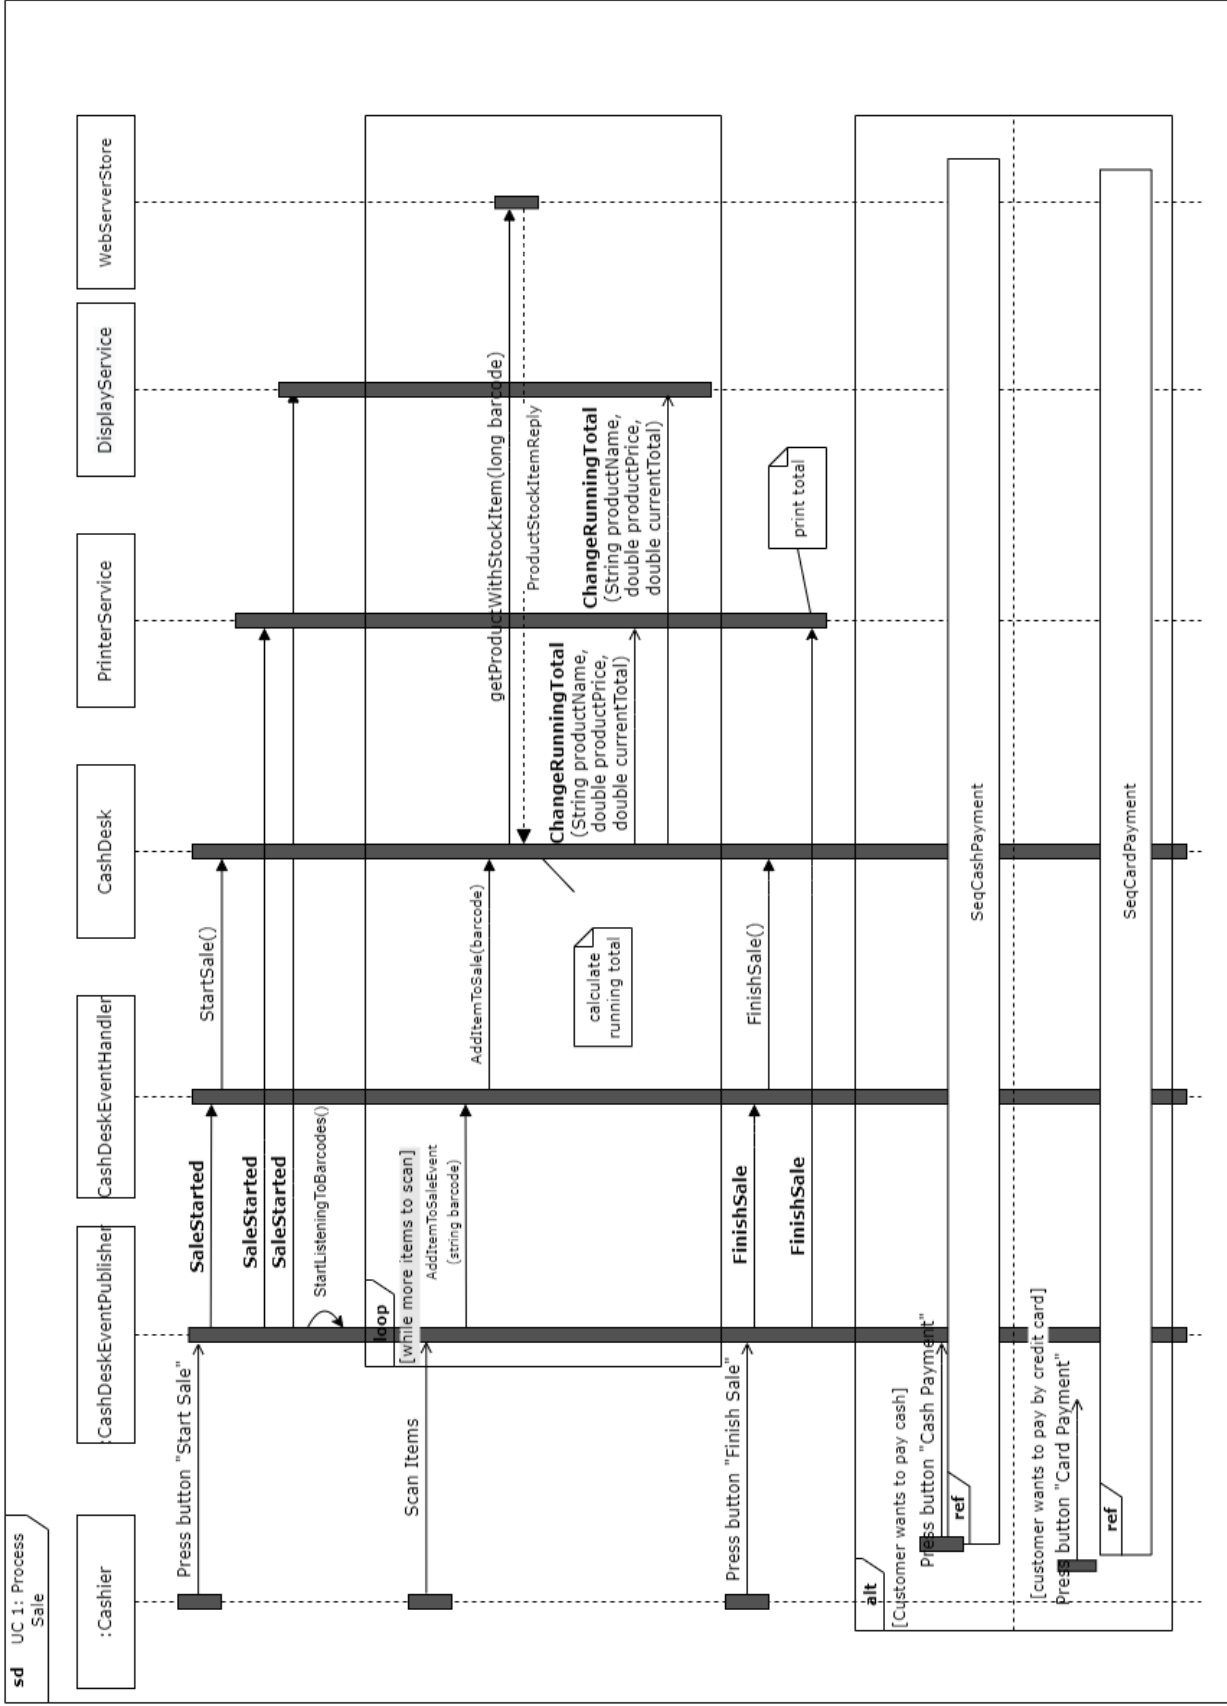 sd UC 1: Process
Sale
:Cashier
:CashDeskEventPublisher
CashDeskEventHandler
CashDesk
PrinterService
DisplayService
WebServerStore
Press button "Start Sale"
SaleStarted
StartSale()
SaleStarted
SaleStarted
StartListeningToBarcodes()
loop
[while more items to scan]
Scan Items
AddItemToSaleEvent
(string barcode)
AddItemToSale(barcode)
getProductWithStockItem(long barcode)
ProductStockItemReply
calculate
running total
ChangeRunningTotal
(String productName,
double productPrice,
double currentTotal)
ChangeRunningTotal
(String productName,
double productPrice,
double currentTotal)
Press button "Finish Sale"
FinishSale
FinishSale()
FinishSale
print total
alt
[Customer wants to pay cash]
Press button "Cash Payment"
ref
SeqCashPayment
[customer wants to pay by credit card]
Press button "Card Payment"
ref
SeqCardPayment